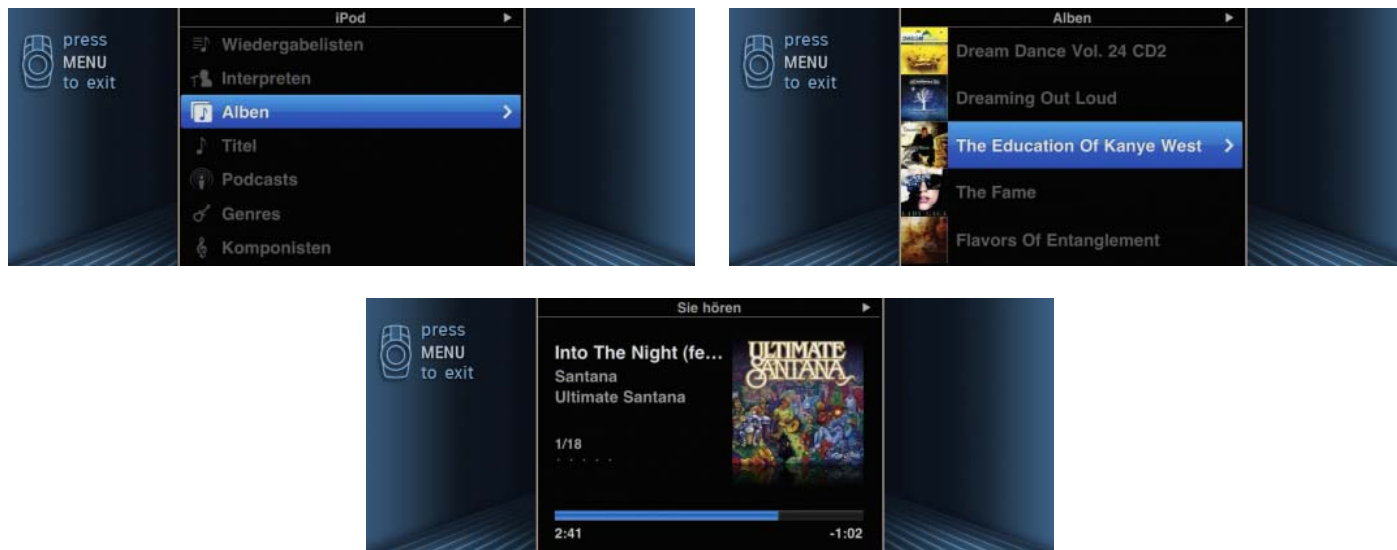 press
MENU
to exit
iPod
Wiedergabelisten
Interpreten
Alben
Titel
Podcasts
Genres
Komponisten
press
MENU
to exit
Alben
Dream Dance Vol. 24 CD2
Dreaming Out Loud
The Education Of Kanye West
The Fame
LADY GAGA
Flavors Of Entanglement
press
MENU
to exit
Sie hören
Into The Night (fe...
Santana
Ultimate Santana
1/18
ULTIMATE
SANTANA
2:41 -1:02